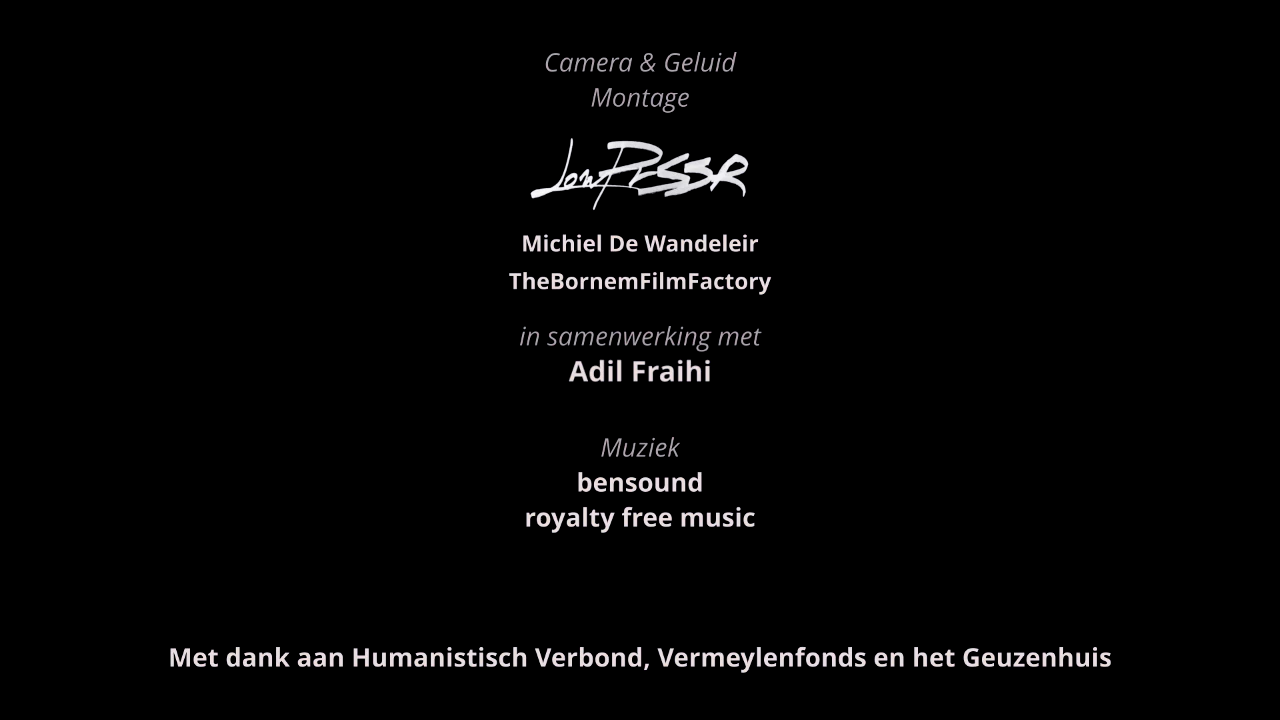 Camera & Geluid
Montage
Michiel De Wandeleir
TheBornemFilmFactory
in samenwerking met
Adil Fraihi
Muziek
bensound
royalty free music
Met dank aan Humanistisch Verbond, Vermeylenfonds en het Geuzenhuis